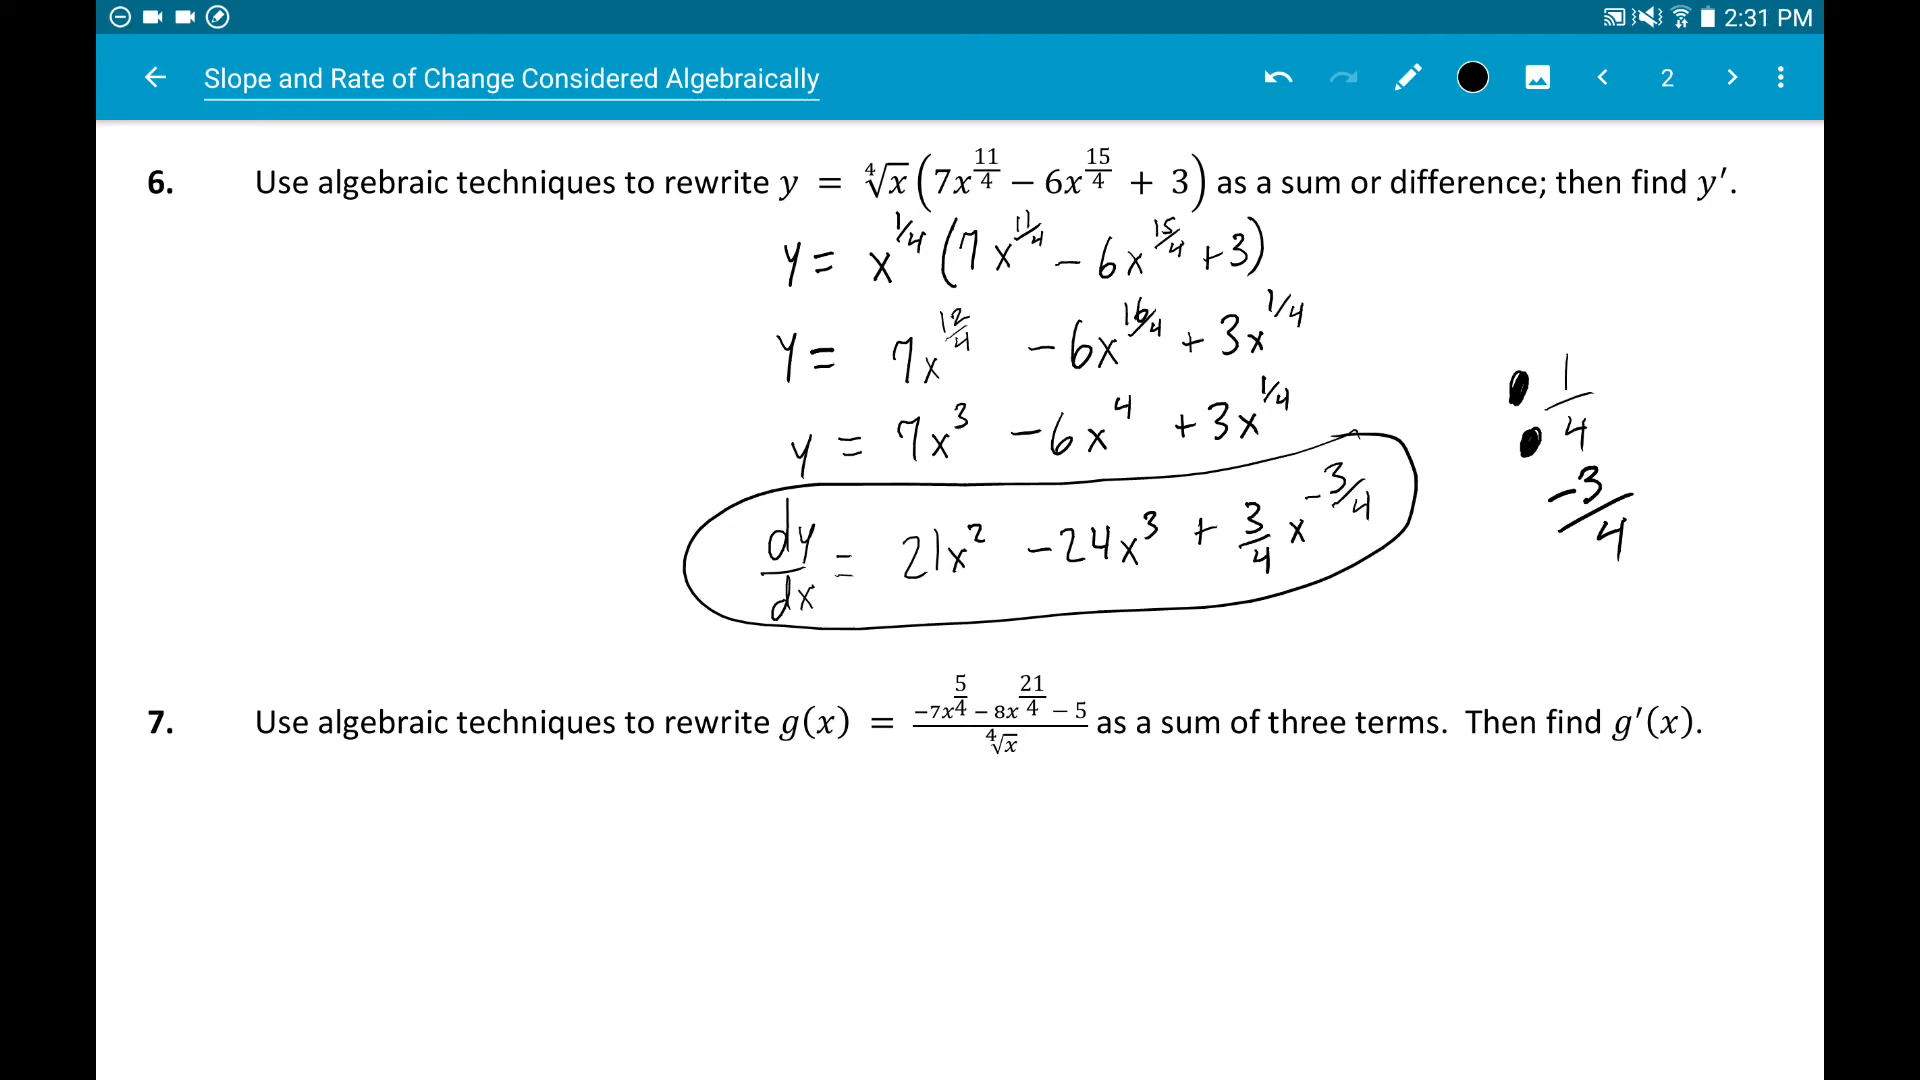 2:31 PM
Slope and Rate of Change Considered Algebraically 2
6. Use algebraic techniques to rewrite y = ∜x(7x^(11/4) − 6x^(15/4) + 3) as a sum or difference; then find y′.
y = x^(1/4) (7x^(11/4) − 6x^(15/4) + 3)
y = 7x^(12/4) − 6x^(16/4) + 3x^(1/4)
y = 7x^3 − 6x^4 + 3x^(1/4)
1/4
dy/dx = 21x^2 − 24x^3 + 3/4 x^(−3/4)
−3/4
7. Use algebraic techniques to rewrite g(x) = (−7x^(5/4) − 8x^(21/4) − 5)/∜x as a sum of three terms. Then find g′(x).